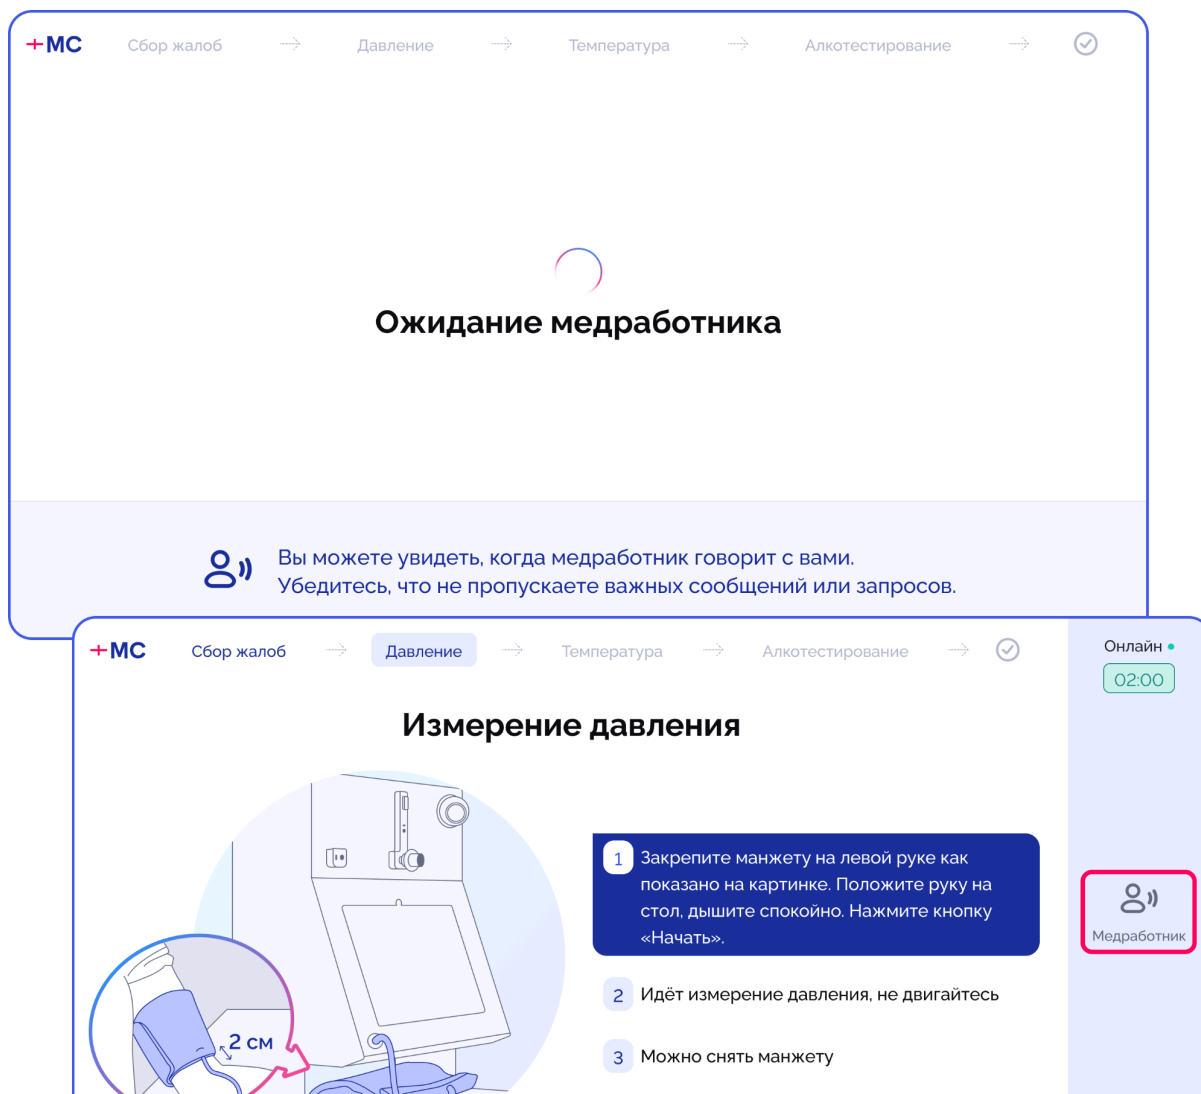 +МС
Сбор жалоб
Давление
Температура
Алкотестирование
Ожидание медработника
Вы можете увидеть, когда медработник говорит с вами.
Убедитесь, что не пропускаете важных сообщений или запросов.
+МС
Сбор жалоб
Давление
Температура
Алкотестирование
Онлайн
02:00
Измерение давления
1 Закрепите манжету на левой руке как
показано на картинке. Положите руку на
стол, дышите спокойно. Нажмите кнопку
«Начать».
Медработник
2 Идёт измерение давления, не двигайтесь
2 см
3 Можно снять манжету